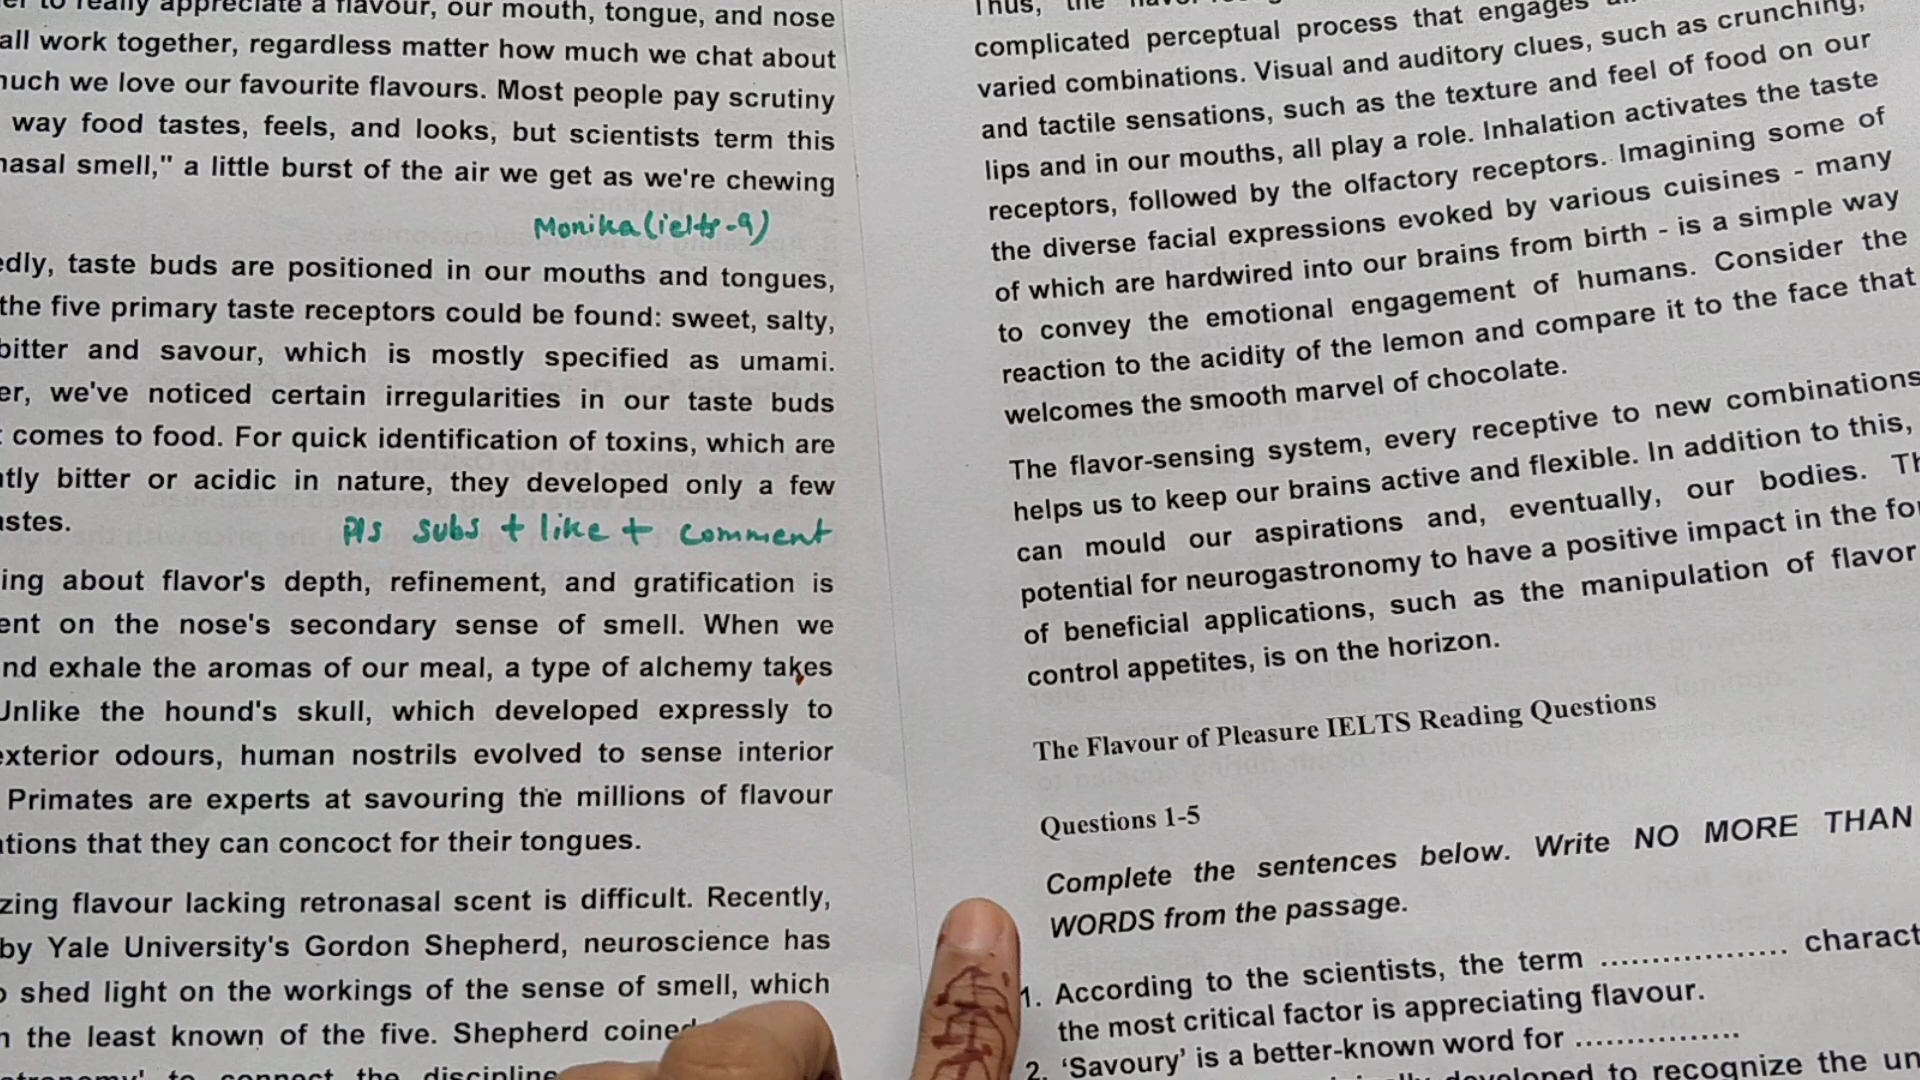 to really appreciate a flavour, our mouth, tongue, and nose
all work together, regardless matter how much we chat about
much we love our favourite flavours. Most people pay scrutiny
way food tastes, feels, and looks, but scientists term this
nasal smell," a little burst of the air we get as we're chewing
Monika (ielts-9)
edly, taste buds are positioned in our mouths and tongues,
the five primary taste receptors could be found: sweet, salty,
bitter and savour, which is mostly specified as umami.
er, we've noticed certain irregularities in our taste buds
comes to food. For quick identification of toxins, which are
ntly bitter or acidic in nature, they developed only a few
astes.
Pls subs + like + comment
ing about flavor's depth, refinement, and gratification is
ent on the nose's secondary sense of smell. When we
nd exhale the aromas of our meal, a type of alchemy takes
Unlike the hound's skull, which developed expressly to
exterior odours, human nostrils evolved to sense interior
Primates are experts at savouring the millions of flavour
ations that they can concoct for their tongues.
zing flavour lacking retronasal scent is difficult. Recently,
by Yale University's Gordon Shepherd, neuroscience has
shed light on the workings of the sense of smell, which
the least known of the five. Shepherd coined
to connect the discipline
Thus, the
complicated perceptual process that engages
varied combinations. Visual and auditory clues, such as crunching,
and tactile sensations, such as the texture and feel of food on our
lips and in our mouths, all play a role. Inhalation activates the taste
receptors, followed by the olfactory receptors. Imagining some of
the diverse facial expressions evoked by various cuisines - many
of which are hardwired into our brains from birth - is a simple way
to convey the emotional engagement of humans. Consider the
reaction to the acidity of the lemon and compare it to the face that
welcomes the smooth marvel of chocolate.
The flavor-sensing system, every receptive to new combinations
helps us to keep our brains active and flexible. In addition to this,
can mould our aspirations and, eventually, our bodies. Th
potential for neurogastronomy to have a positive impact in the for
of beneficial applications, such as the manipulation of flavor
control appetites, is on the horizon.
The Flavour of Pleasure IELTS Reading Questions
Questions 1-5
Complete the sentences below. Write NO MORE THAN
WORDS from the passage.
1. According to the scientists, the term .................. charact
the most critical factor is appreciating flavour.
2. 'Savoury' is a better-known word for ................
developed to recognize the un